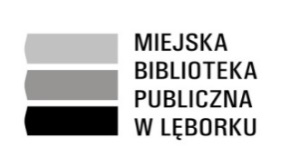 MIEJSKA
BIBLIOTEKA
PUBLICZNA
W LĘBORKU